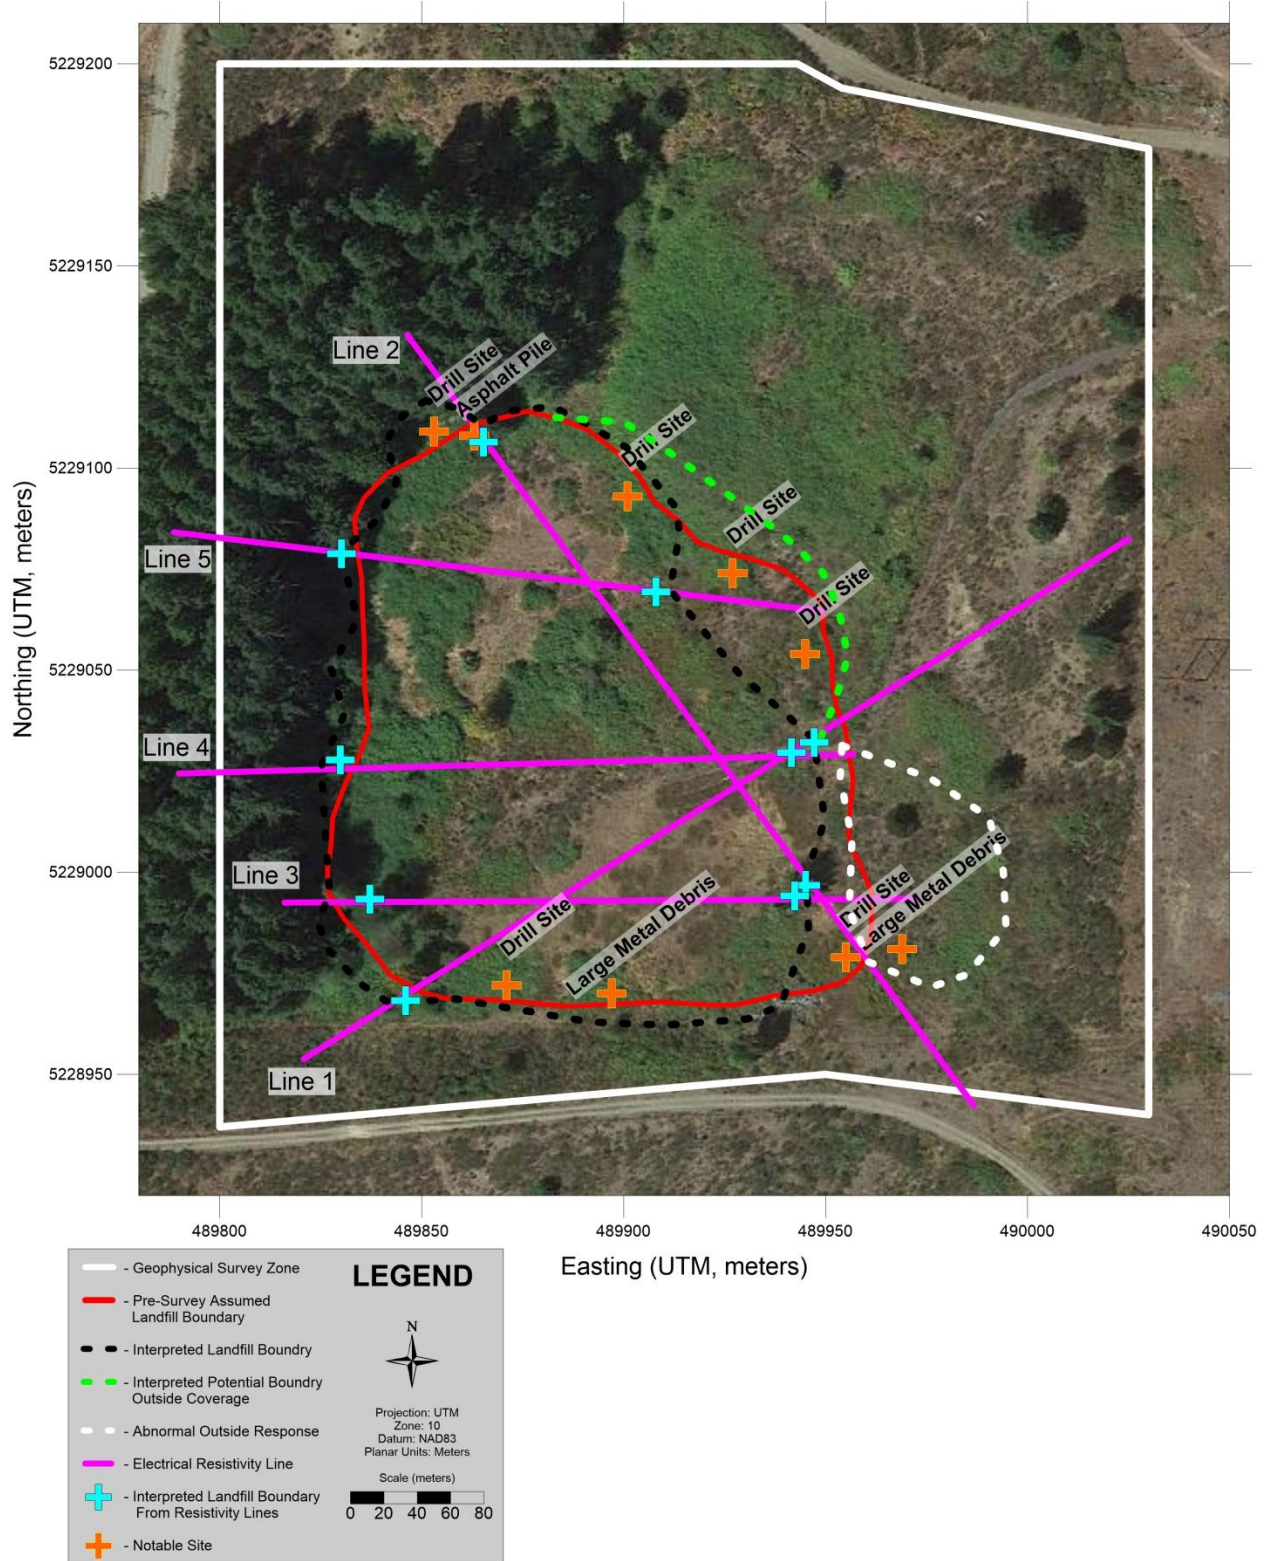 5229200
5229150
5229100
5229050
5229000
5228950
Northing (UTM, meters)
Line 2
Drill Site
Asphalt Pile
Drill Site
Drill Site
Drill Site
Line 5
Line 4
Line 3
Drill Site
Large Metal Debris
Drill Site
Large Metal Debris
Line 1
489800
489850
489900
489950
490000
490050
Easting (UTM, meters)
LEGEND
- Geophysical Survey Zone
- Pre-Survey Assumed
Landfill Boundary
- Interpreted Landfill Boundry
- Interpreted Potential Boundry
Outside Coverage
- Abnormal Outside Response
- Electrical Resistivity Line
- Interpreted Landfill Boundary
From Resistivity Lines
- Notable Site
N
Projection: UTM
Zone: 10
Datum: NAD83
Planar Units: Meters
Scale (meters)
0 20 40 60 80